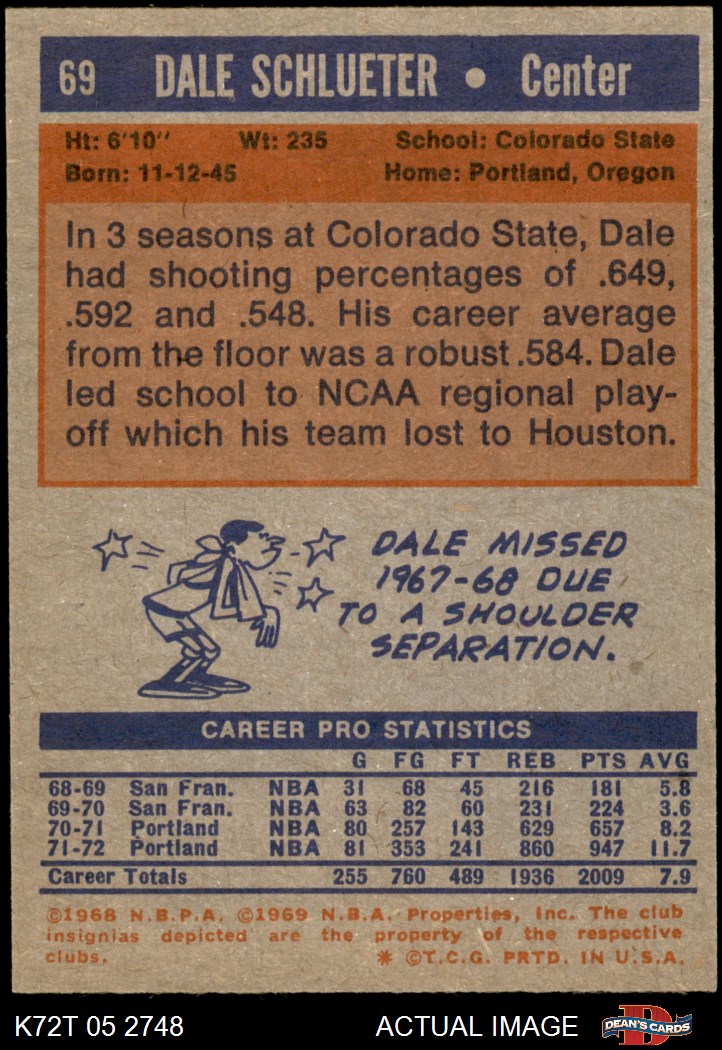 69 DALE SCHLUETER • Center
Ht: 6'10" Wt: 235 School: Colorado State
Born: 11-12-45 Home: Portland, Oregon
In 3 seasons at Colorado State, Dale
had shooting percentages of .649,
.592 and .548. His career average
from the floor was a robust .584. Dale
led school to NCAA regional play-
off which his team lost to Houston.
DALE MISSED
1967-68 DUE
TO A SHOULDER
SEPARATION.
CAREER PRO STATISTICS
G FG FT REB PTS AVG
68-69 San Fran. NBA 31 68 45 216 181 5.8
69-70 San Fran. NBA 63 82 60 231 224 3.6
70-71 Portland NBA 80 257 143 629 657 8.2
71-72 Portland NBA 81 353 241 860 947 11.7
Career Totals 255 760 489 1936 2009 7.9
©1968 N.B.P.A. ©1969 N.B.A. Properties, Inc. The club
insignias depicted are the property of the respective
clubs. * ©T.C.G. PRTD. IN U.S.A.
K72T 05 2748 ACTUAL IMAGE D DEAN'S CARDS